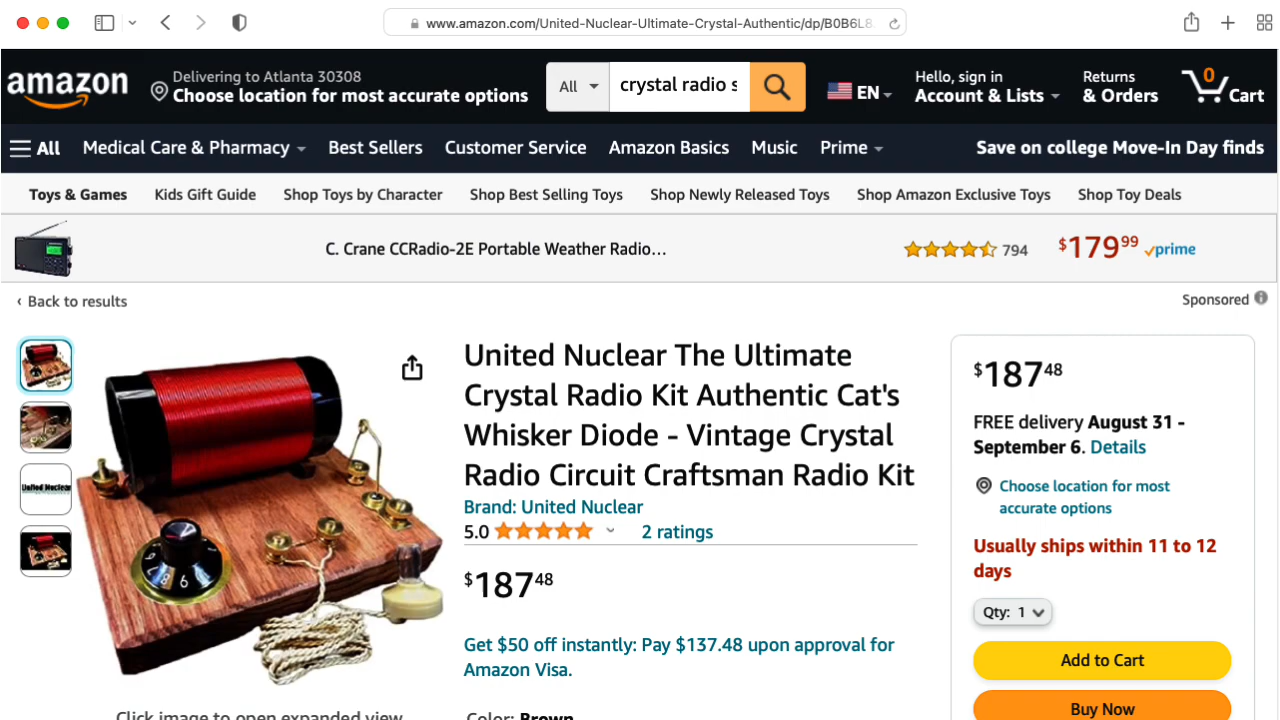 www.amazon.com/United-Nuclear-Ultimate-Crystal-Authentic/dp/B0B6L8
amazon
Delivering to Atlanta 30308
Choose location for most accurate options
All
crystal radio s
EN
Hello, sign in
Account & Lists
Returns
& Orders
0
Cart
All
Medical Care & Pharmacy
Best Sellers
Customer Service
Amazon Basics
Music
Prime
Save on college Move-In Day finds
Toys & Games
Kids Gift Guide
Shop Toys by Character
Shop Best Selling Toys
Shop Newly Released Toys
Shop Amazon Exclusive Toys
Shop Toy Deals
C. Crane CCRadio-2E Portable Weather Radio…
794
$179 99
prime
‹ Back to results
Sponsored
United Nuclear
United Nuclear The Ultimate
Crystal Radio Kit Authentic Cat's
Whisker Diode - Vintage Crystal
Radio Circuit Craftsman Radio Kit
Brand: United Nuclear
5.0
2 ratings
$187 48
Get $50 off instantly: Pay $137.48 upon approval for
Amazon Visa.
Color: Brown
Click image to open expanded view
$187 48
FREE delivery August 31 -
September 6. Details
Choose location for most
accurate options
Usually ships within 11 to 12
days
Qty: 1
Add to Cart
Buy Now